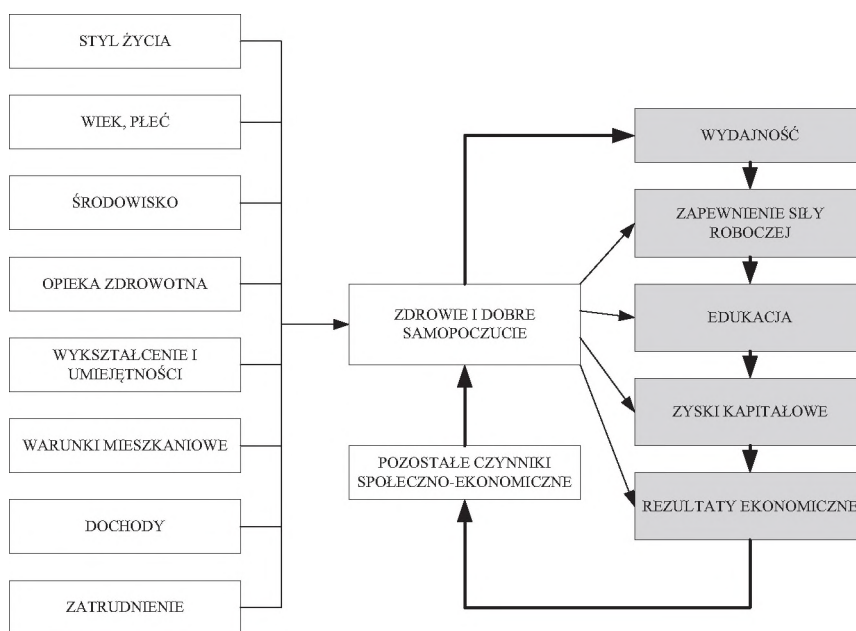 STYL ŻYCIA
WIEK, PŁEĆ
ŚRODOWISKO
OPIEKA ZDROWOTNA
WYKSZTAŁCENIE I
UMIEJĘTNOŚCI
WARUNKI MIESZKANIOWE
DOCHODY
ZATRUDNIENIE
ZDROWIE I DOBRE
SAMOPOCZUCIE
POZOSTAŁE CZYNNIKI
SPOŁECZNO-EKONOMICZNE
WYDAJNOŚĆ
ZAPEWNIENIE SIŁY
ROBOCZEJ
EDUKACJA
ZYSKI KAPITAŁOWE
REZULTATY EKONOMICZNE